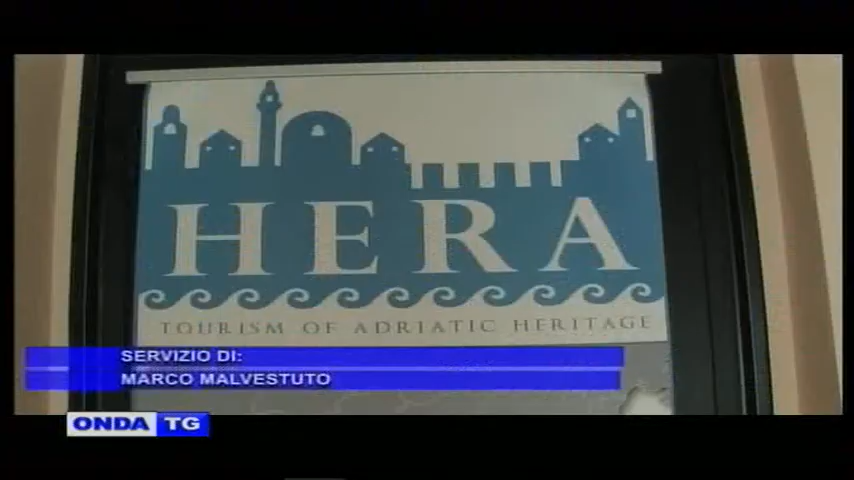 HERA
TOURISM OF ADRIATIC HERITAGE
SERVIZIO DI:
MARCO MALVESTUTO
ONDA TG